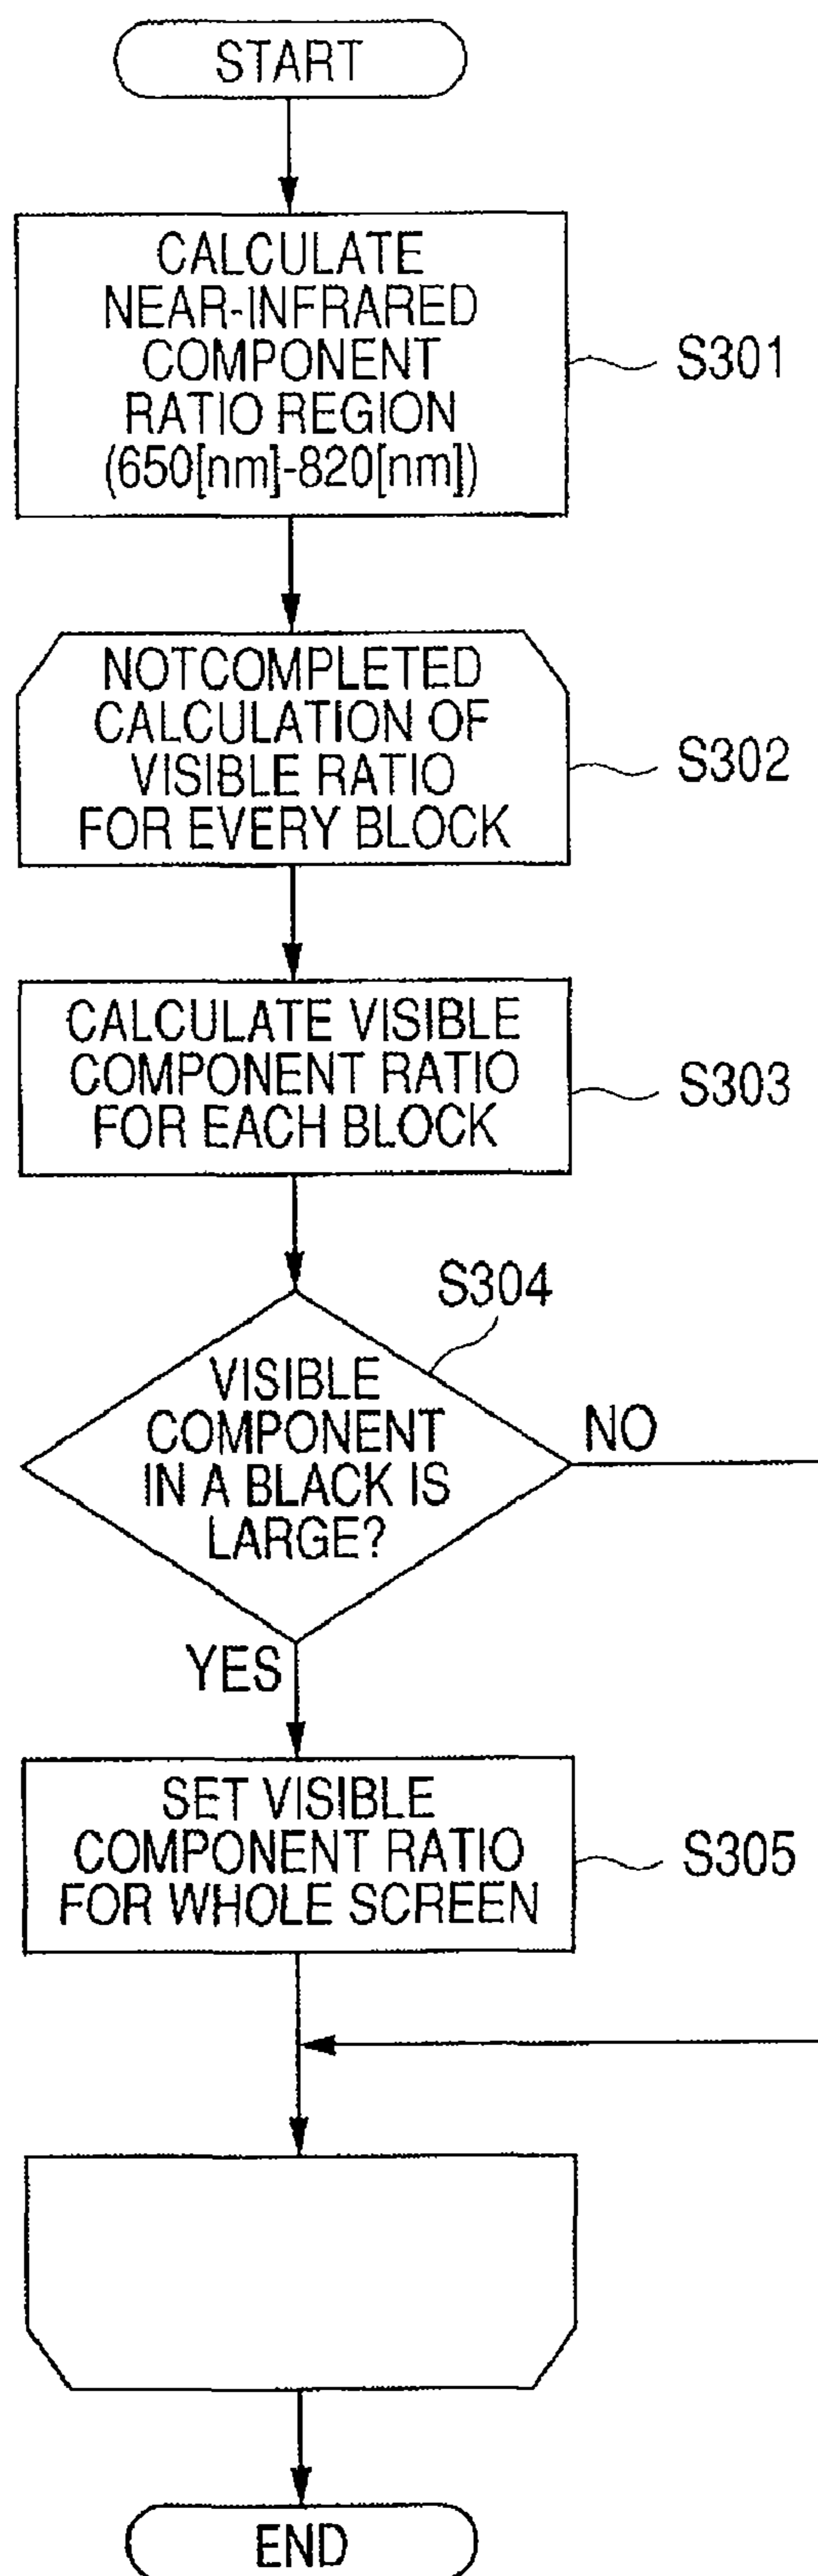 START
CALCULATE
NEAR-INFRARED
COMPONENT
RATIO REGION
(650[nm]-820[nm])
S301
NOTCOMPLETED
CALCULATION OF
VISIBLE RATIO
FOR EVERY BLOCK
S302
CALCULATE VISIBLE
COMPONENT RATIO
FOR EACH BLOCK
S303
S304
VISIBLE
COMPONENT
IN A BLACK IS
LARGE?
NO
YES
SET VISIBLE
COMPONENT RATIO
FOR WHOLE SCREEN
S305
END